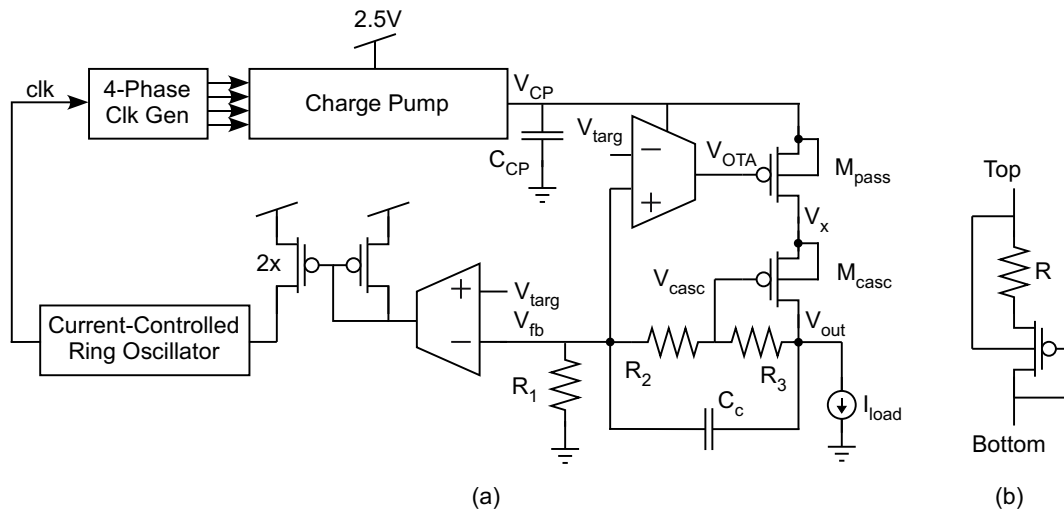 2.5V
clk
4-Phase
Clk Gen
Charge Pump
V_CP
C_CP
V_targ
−
+
V_OTA
M_pass
V_x
2x
V_casc
M_casc
+
−
V_targ
V_fb
V_out
Current-Controlled
Ring Oscillator
R_1
R_2
R_3
C_c
I_load
(a)
Top
R
Bottom
(b)